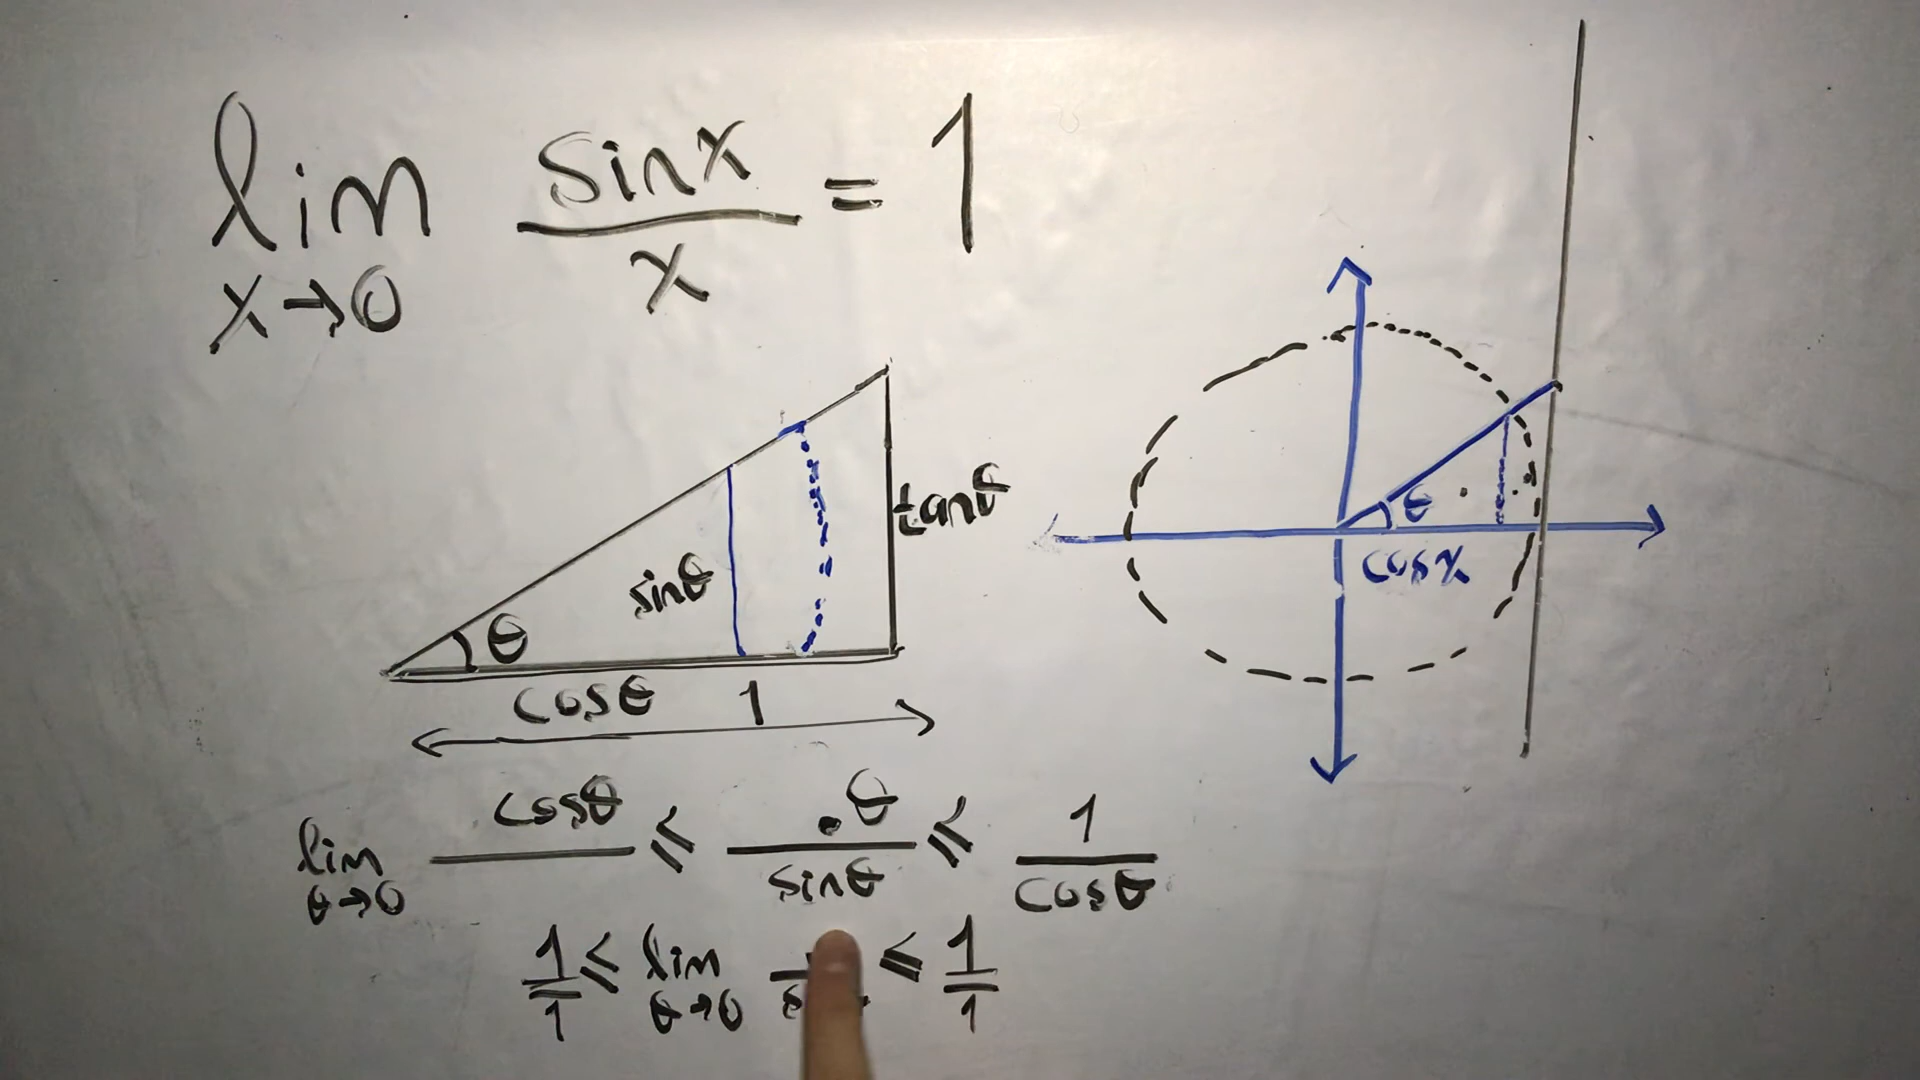 lim sinx/x = 1
x→0
tanθ
sinθ
θ
cosθ 1
θ
cosx
lim cosθ/ ≤ θ/sinθ ≤ 1/cosθ
θ→0
1/1 ≤ lim ≤ 1/1
θ→0